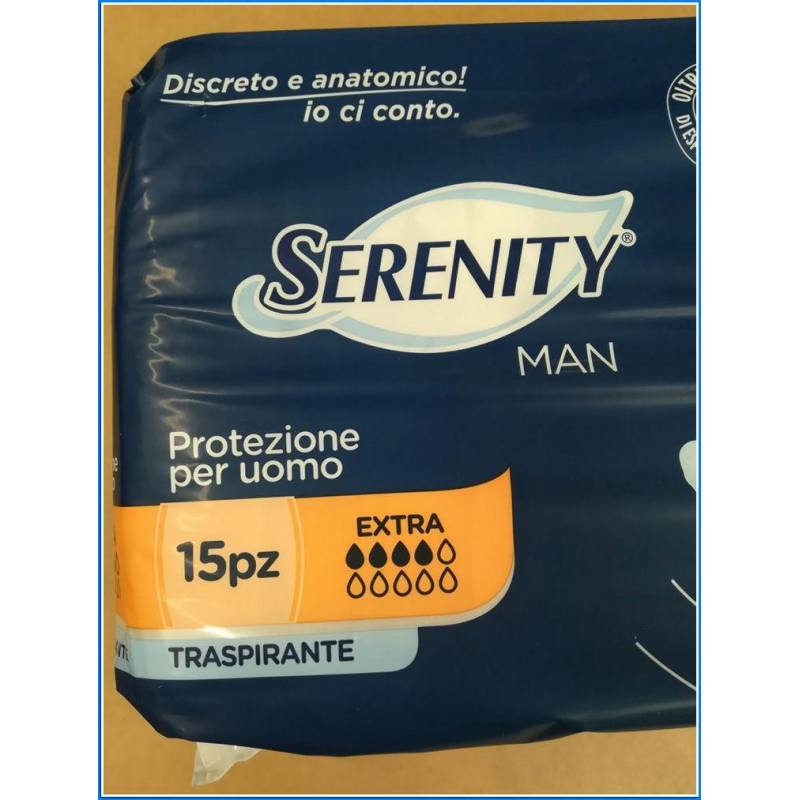 Discreto e anatomico!
io ci conto.
SERENITY®
MAN
Protezione
per uomo
15pz
EXTRA
TRASPIRANTE